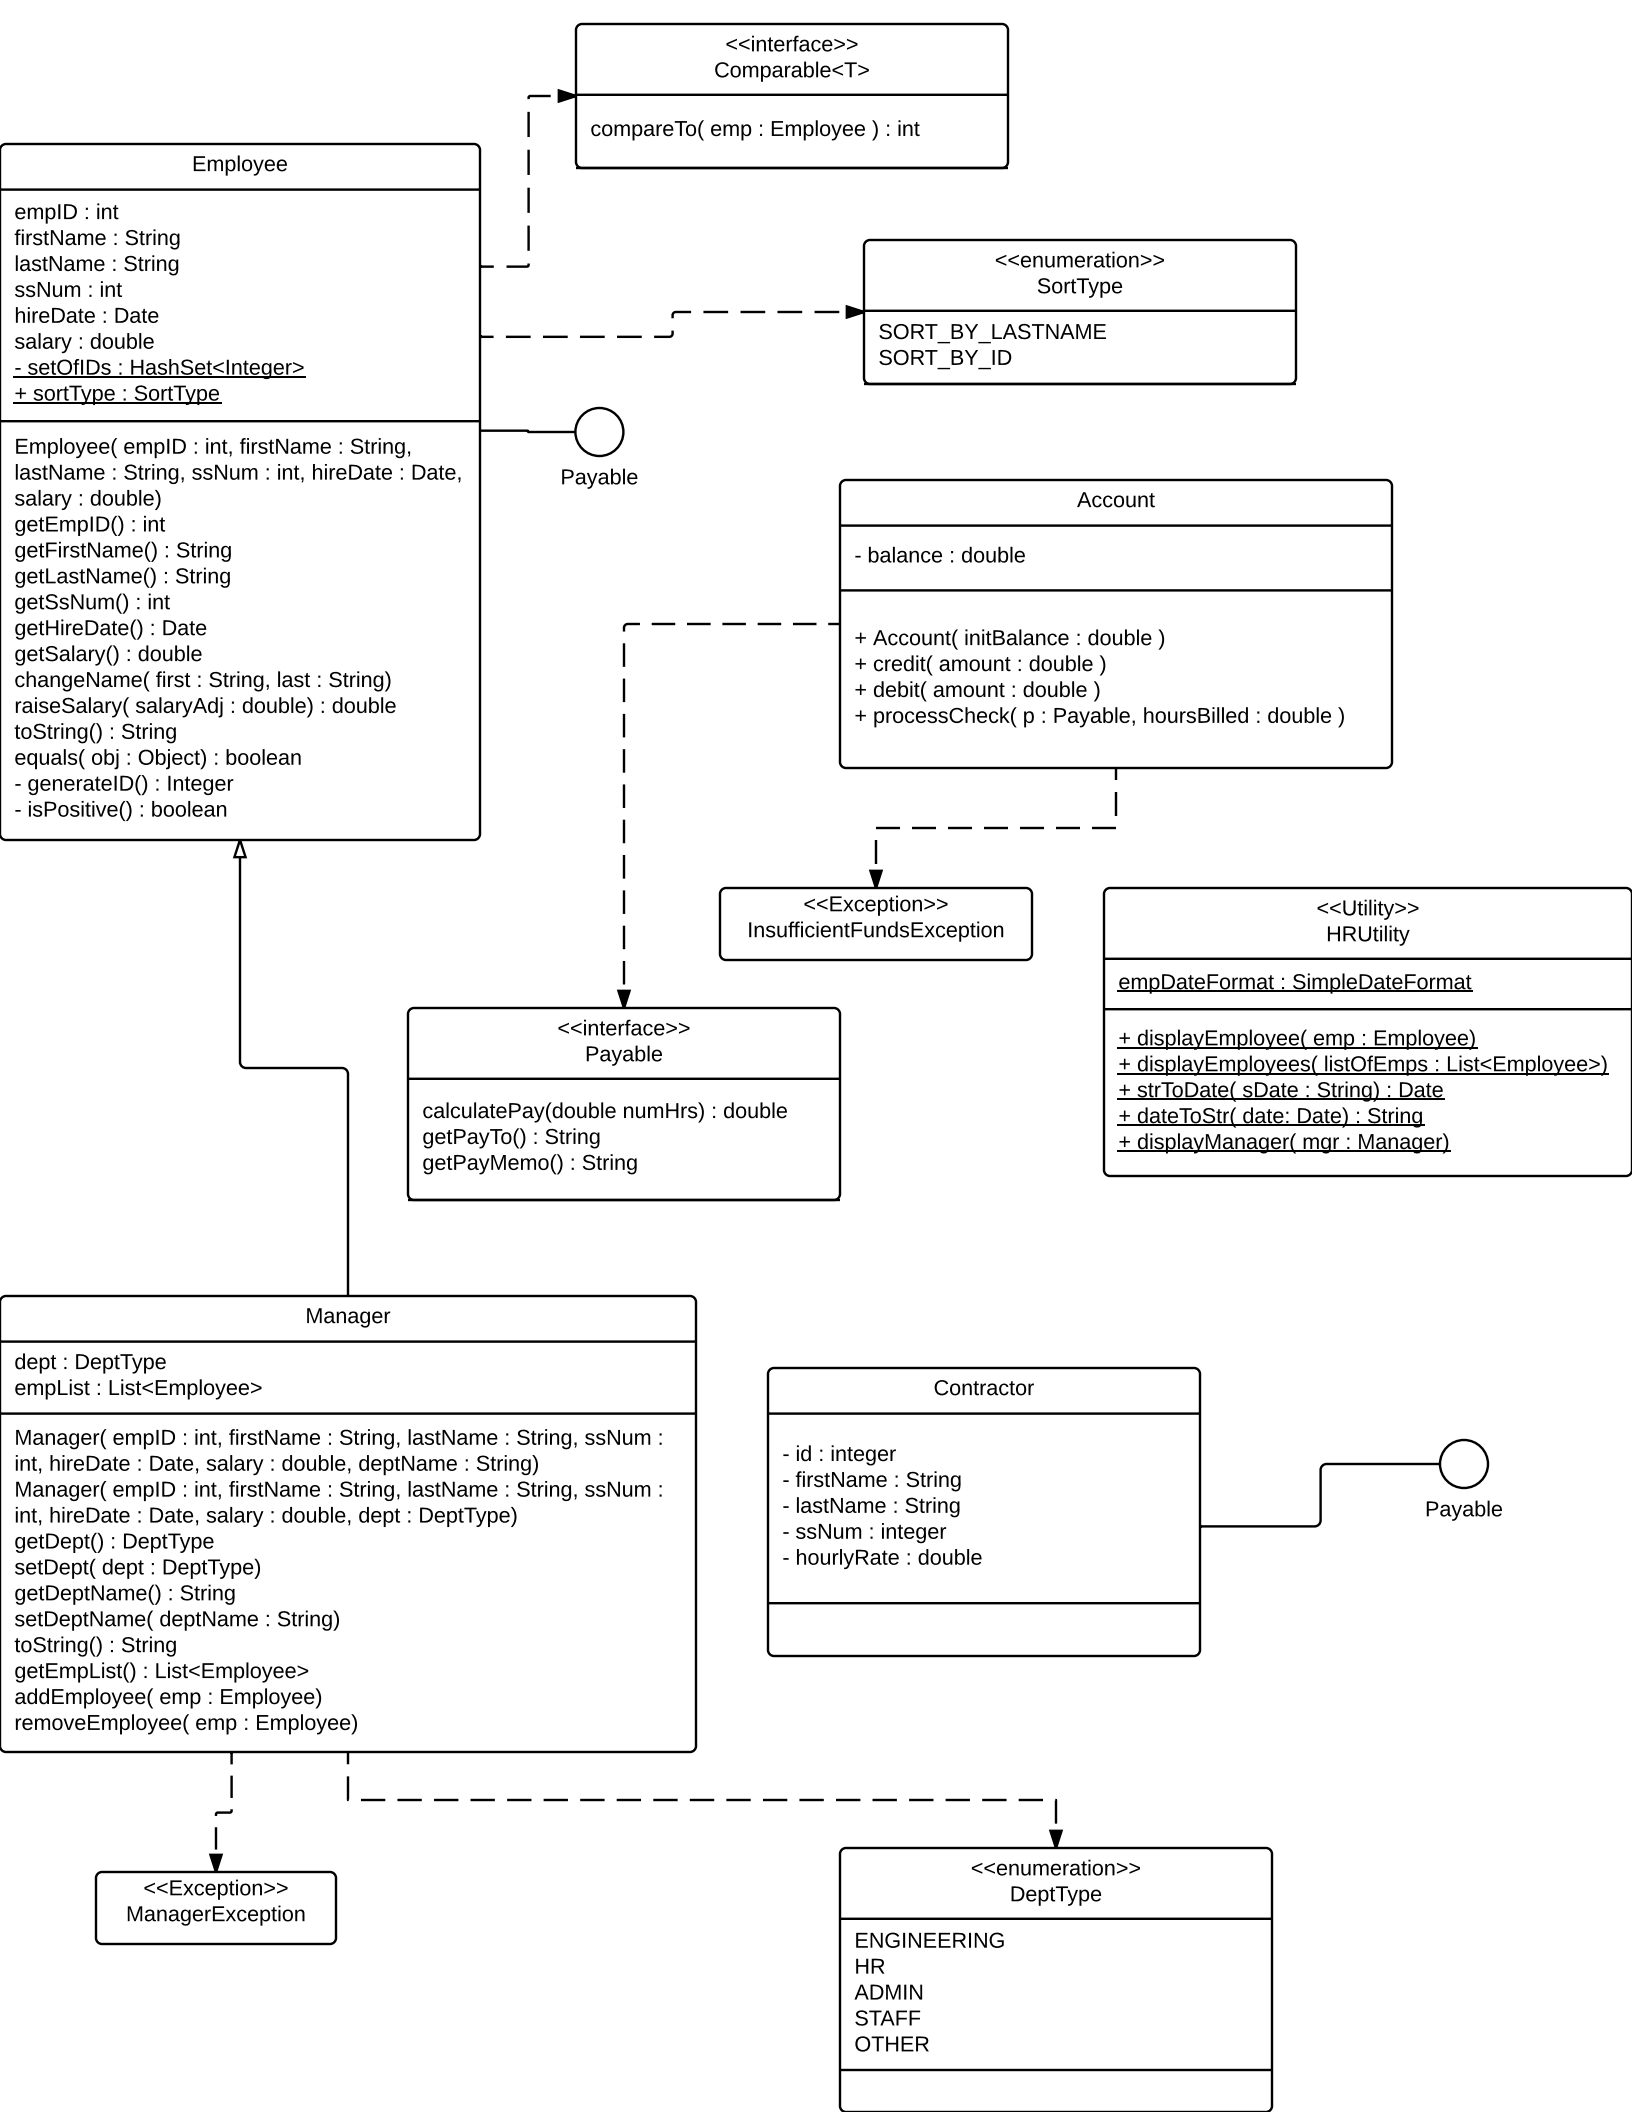 <<interface>>
Comparable<T>
compareTo( emp : Employee ) : int
Employee
empID : int
firstName : String
lastName : String
ssNum : int
hireDate : Date
salary : double
- setOfIDs : HashSet<Integer>
+ sortType : SortType
Employee( empID : int, firstName : String,
lastName : String, ssNum : int, hireDate : Date,
salary : double)
getEmpID() : int
getFirstName() : String
getLastName() : String
getSsNum() : int
getHireDate() : Date
getSalary() : double
changeName( first : String, last : String)
raiseSalary( salaryAdj : double) : double
toString() : String
equals( obj : Object) : boolean
- generateID() : Integer
- isPositive() : boolean
<<enumeration>>
SortType
SORT_BY_LASTNAME
SORT_BY_ID
Payable
Account
- balance : double
+ Account( initBalance : double )
+ credit( amount : double )
+ debit( amount : double )
+ processCheck( p : Payable, hoursBilled : double )
<<Exception>>
InsufficientFundsException
<<Utility>>
HRUtility
empDateFormat : SimpleDateFormat
+ displayEmployee( emp : Employee)
+ displayEmployees( listOfEmps : List<Employee>)
+ strToDate( sDate : String) : Date
+ dateToStr( date: Date) : String
+ displayManager( mgr : Manager)
<<interface>>
Payable
calculatePay(double numHrs) : double
getPayTo() : String
getPayMemo() : String
Manager
dept : DeptType
empList : List<Employee>
Manager( empID : int, firstName : String, lastName : String, ssNum :
int, hireDate : Date, salary : double, deptName : String)
Manager( empID : int, firstName : String, lastName : String, ssNum :
int, hireDate : Date, salary : double, dept : DeptType)
getDept() : DeptType
setDept( dept : DeptType)
getDeptName() : String
setDeptName( deptName : String)
toString() : String
getEmpList() : List<Employee>
addEmployee( emp : Employee)
removeEmployee( emp : Employee)
Contractor
- id : integer
- firstName : String
- lastName : String
- ssNum : integer
- hourlyRate : double
Payable
<<Exception>>
ManagerException
<<enumeration>>
DeptType
ENGINEERING
HR
ADMIN
STAFF
OTHER